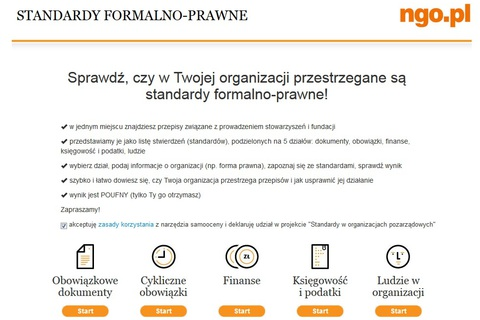 STANDARDY FORMALNO-PRAWNE
ngo.pl
Sprawdź, czy w Twojej organizacji przestrzegane są
standardy formalno-prawne!
✔ w jednym miejscu znajdziesz przepisy związane z prowadzeniem stowarzyszeń i fundacji
✔ przedstawiamy je jako listę stwierdzeń (standardów), podzielonych na 5 działów: dokumenty, obowiązki, finanse,
księgowość i podatki, ludzie
✔ wybierz dział, podaj informacje o organizacji (np. forma prawna), zapoznaj się ze standardami, sprawdź wynik
✔ szybko i łatwo dowiesz się, czy Twoja organizacja przestrzega przepisów i jak usprawnić jej działanie
✔ wynik jest POUFNY (tylko Ty go otrzymasz)
Zapraszamy!
akceptuję zasady korzystania z narzędzia samooceny i deklaruję udział w projekcie "Standardy w organizacjach pozarządowych"
zł
Obowiązkowe
dokumenty
Cykliczne
obowiązki
Finanse
Księgowość
i podatki
Ludzie w
organizacji
Start
Start
Start
Start
Start